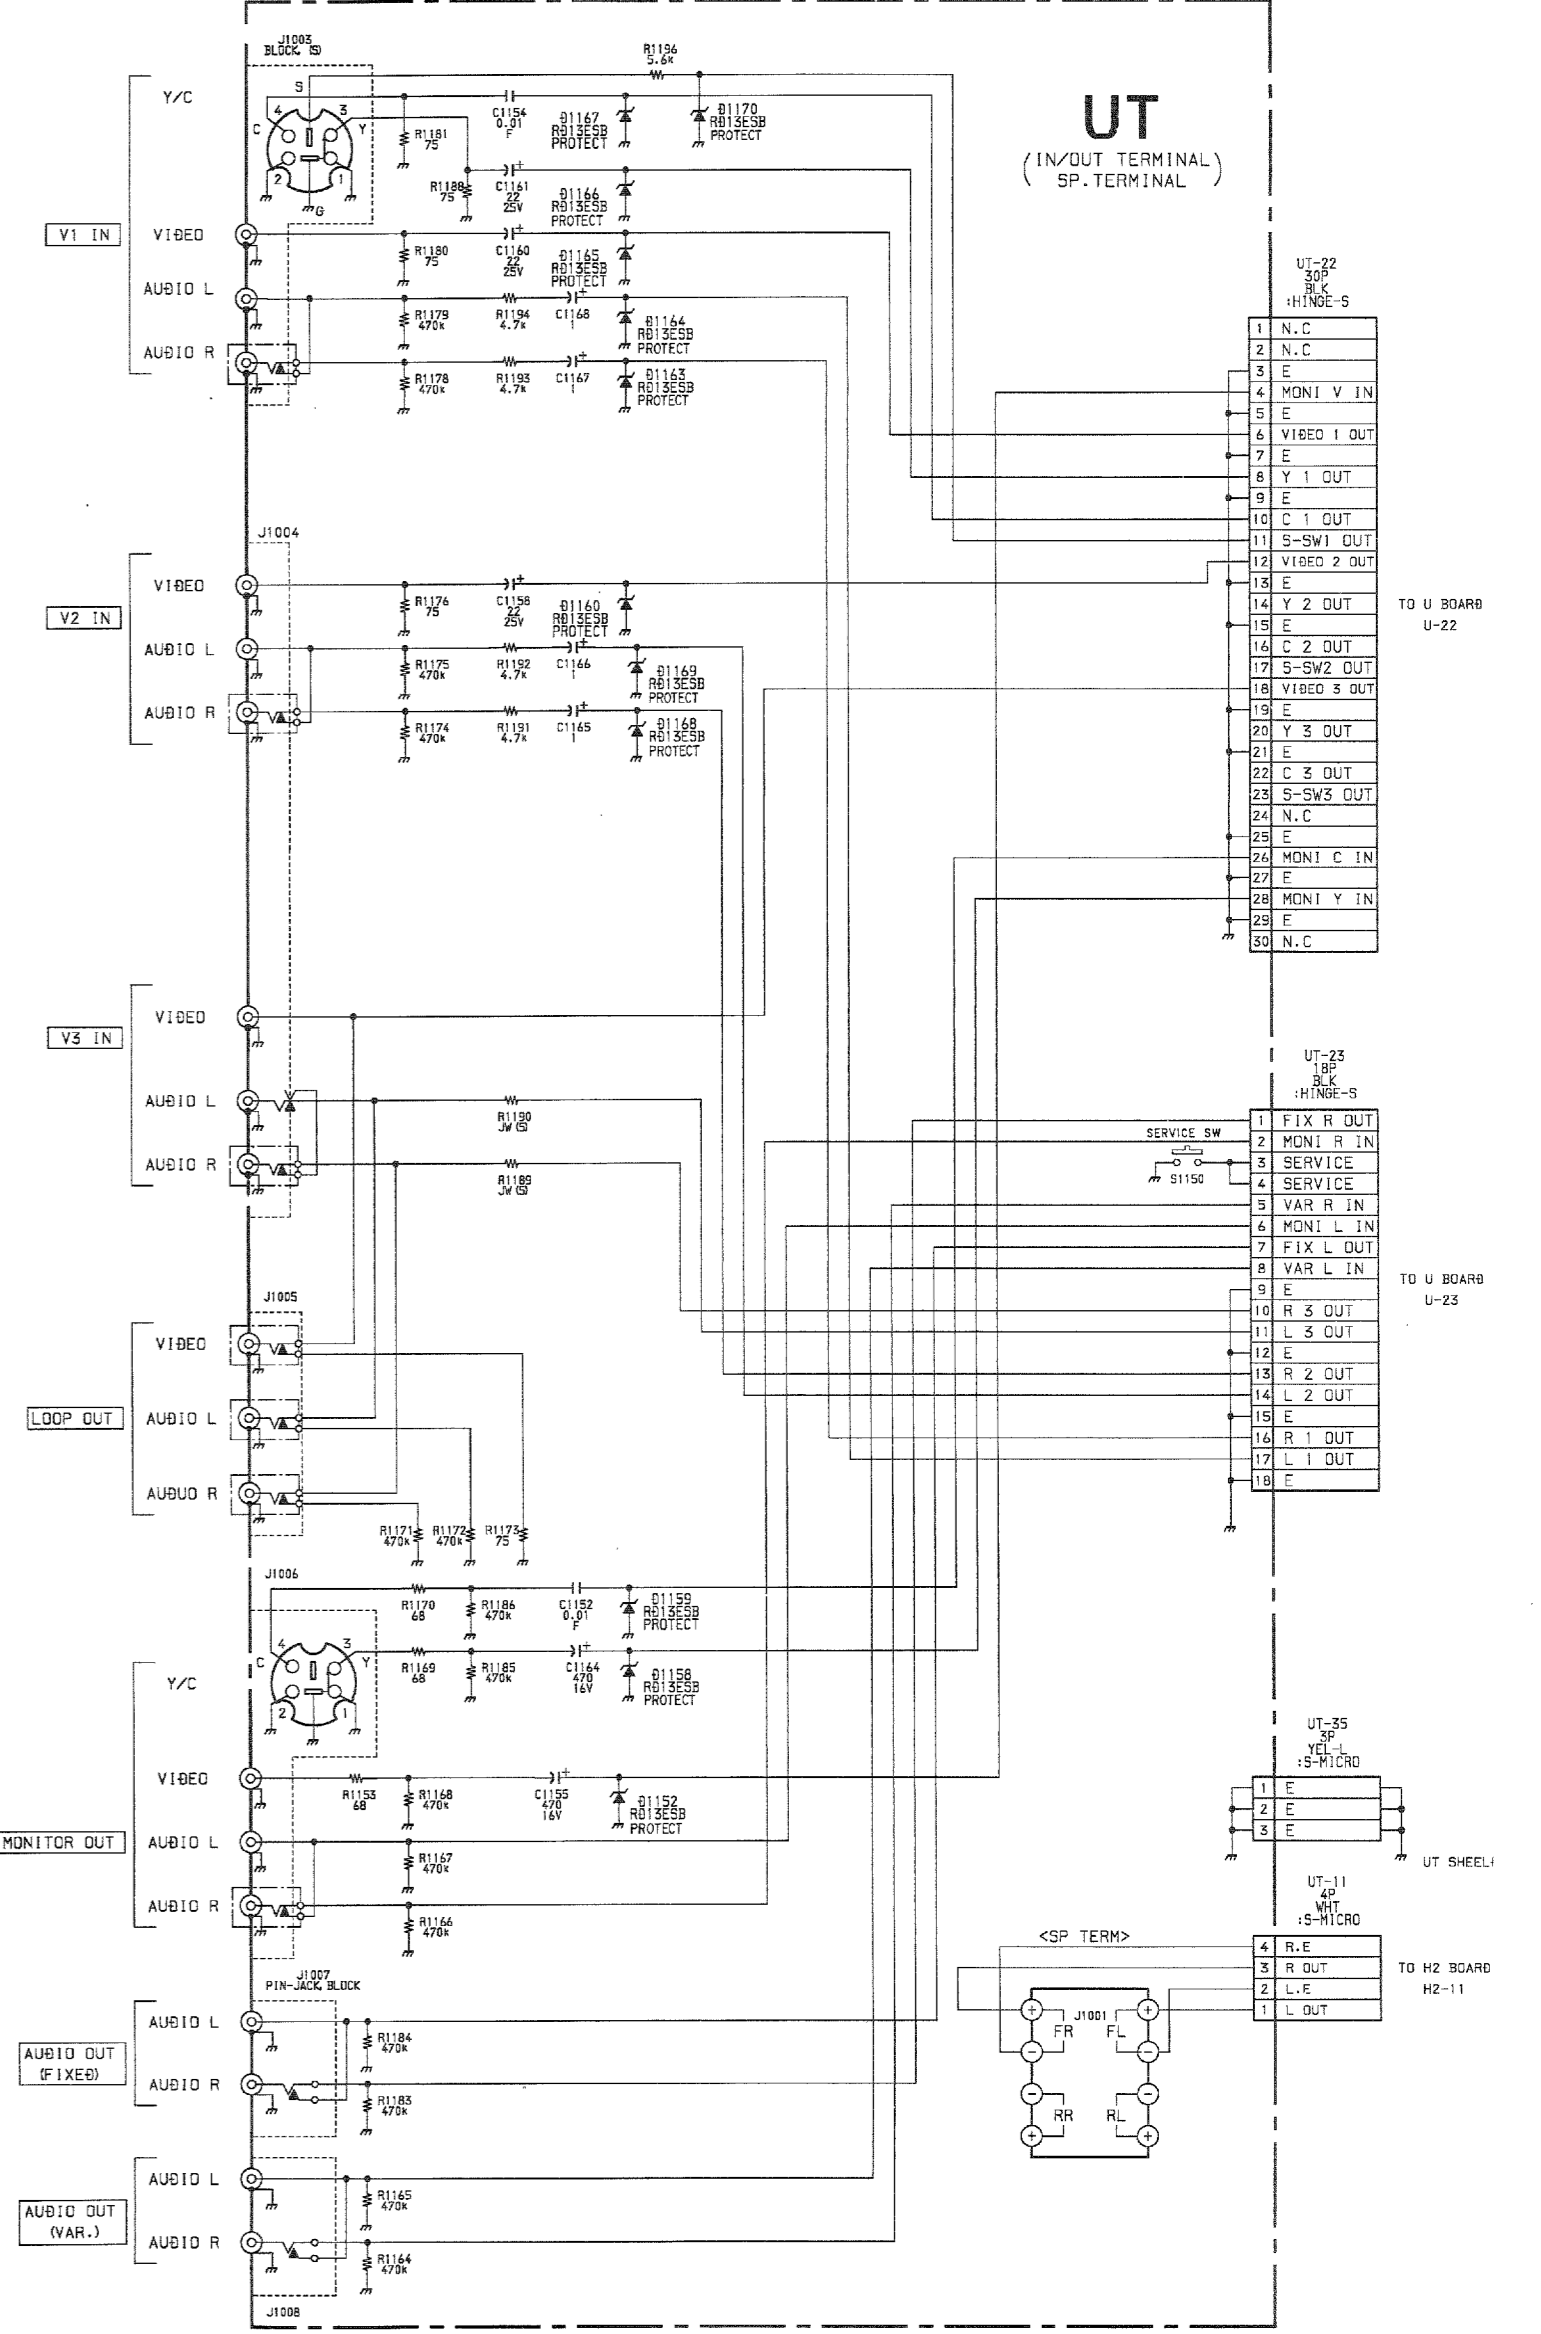 J1003
BLOCK (S)
R1196
5.6k
Y/C
S
4
3
C
Y
2
1
G
R1181
75
C1154
0.01
F
D1167
RD13ESB
PROTECT
D1170
RD13ESB
PROTECT
UT
(IN/OUT TERMINAL)
SP.TERMINAL
R1188
75
C1161
22
25V
D1166
RD13ESB
PROTECT
V1 IN
VIDEO
R1180
75
C1160
22
25V
D1165
RD13ESB
PROTECT
AUDIO L
R1179
470k
R1194
4.7k
C1168
1
D1164
RD13ESB
PROTECT
AUDIO R
R1178
470k
R1193
4.7k
C1167
1
D1163
RD13ESB
PROTECT
UT-22
30P
BLK
:HINGE-S
1 N.C
2 N.C
3 E
4 MONI V IN
5 E
6 VIDEO 1 OUT
7 E
8 Y 1 OUT
9 E
10 C 1 OUT
11 S-SW1 OUT
12 VIDEO 2 OUT
13 E
14 Y 2 OUT
15 E
16 C 2 OUT
17 S-SW2 OUT
18 VIDEO 3 OUT
19 E
20 Y 3 OUT
21 E
22 C 3 OUT
23 S-SW3 OUT
24 N.C
25 E
26 MONI C IN
27 E
28 MONI Y IN
29 E
30 N.C
TO U BOARD
U-22
J1004
V2 IN
VIDEO
R1176
75
C1158
22
25V
D1160
RD13ESB
PROTECT
AUDIO L
R1175
470k
R1192
4.7k
C1166
1
D1169
RD13ESB
PROTECT
AUDIO R
R1174
470k
R1191
4.7k
C1165
1
D1168
RD13ESB
PROTECT
V3 IN
VIDEO
AUDIO L
R1190
JW(5)
AUDIO R
R1189
JW(5)
UT-23
18P
BLK
:HINGE-S
SERVICE SW
S1150
1 FIX R OUT
2 MONI R IN
3 SERVICE
4 SERVICE
5 VAR R IN
6 MONI L IN
7 FIX L OUT
8 VAR L IN
9 E
10 R 3 OUT
11 L 3 OUT
12 E
13 R 2 OUT
14 L 2 OUT
15 E
16 R 1 OUT
17 L 1 OUT
18 E
TO U BOARD
U-23
J1005
LOOP OUT
VIDEO
AUDIO L
AUDUO R
R1171
470k
R1172
470k
R1173
75
J1006
R1170
68
R1186
470k
C1152
0.01
F
D1159
RD13ESB
PROTECT
4
3
C
Y
2
1
Y/C
R1169
68
R1185
470k
C1164
470
16V
D1158
RD13ESB
PROTECT
MONITOR OUT
VIDEO
R1153
68
R1168
470k
C1155
470
16V
D1152
RD13ESB
PROTECT
AUDIO L
R1167
470k
AUDIO R
R1166
470k
UT-35
3P
YEL-L
:S-MICRO
1 E
2 E
3 E
UT SHEEL
UT-11
4P
WHT
:S-MICRO
4 R.E
3 R OUT
2 L.E
1 L OUT
TO H2 BOARD
H2-11
<SP TERM>
J1001
FR
FL
RR
RL
J1007
PIN-JACK BLOCK
AUDIO OUT
(FIXED)
AUDIO L
R1184
470k
AUDIO R
R1183
470k
AUDIO OUT
(VAR.)
AUDIO L
R1165
470k
AUDIO R
R1164
470k
J1008